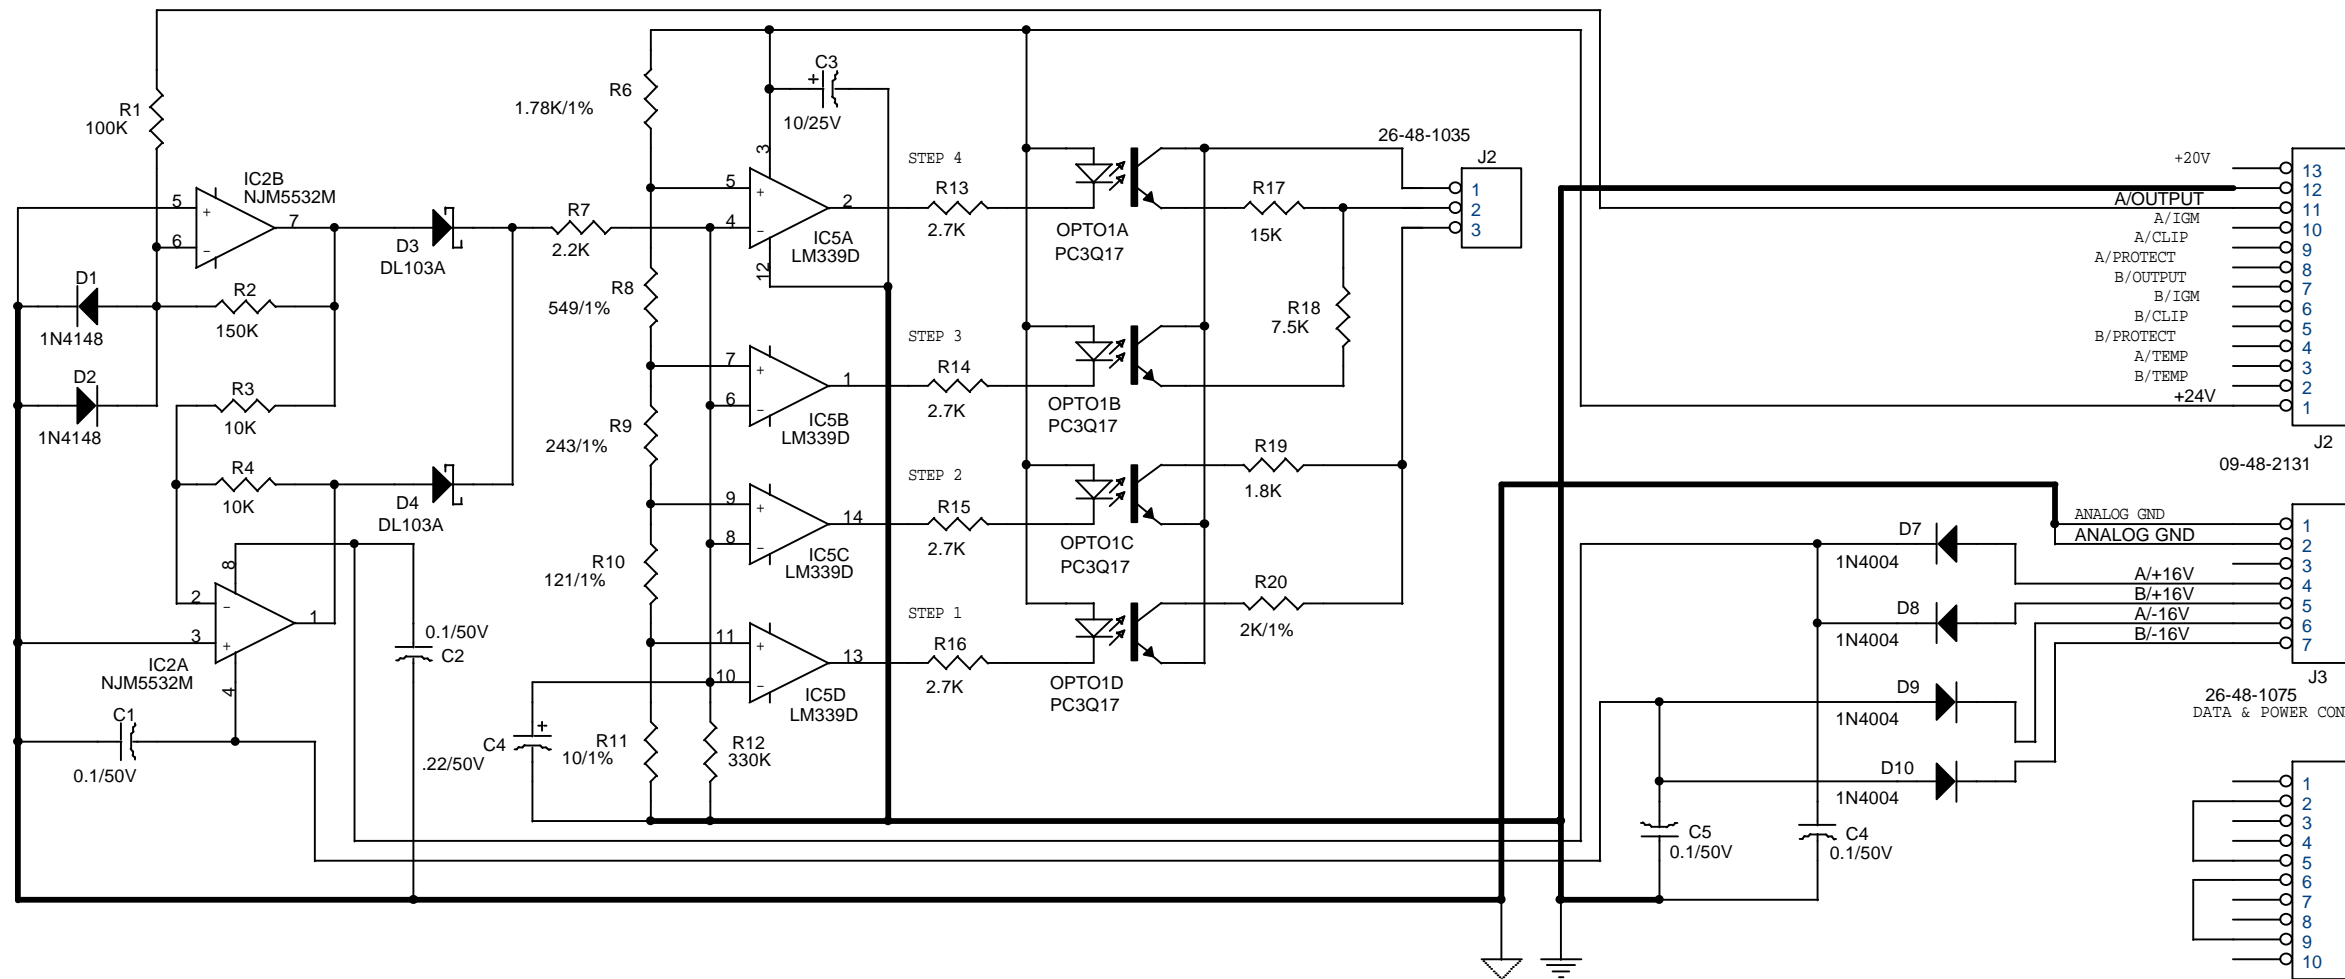 R1
100K
IC2B
NJM5532M
5
6
7
+
−
D1
1N4148
D2
1N4148
R2
150K
R3
10K
R4
10K
D3
DL103A
D4
DL103A
IC2A
NJM5532M
8
2
3
1
4
−
+
C1
0.1/50V
0.1/50V
C2
R7
2.2K
R6
1.78K/1%
R8
549/1%
R9
243/1%
R10
121/1%
R11
10/1%
C4
+
.22/50V
R12
330K
C3
+
10/25V
3
5
4
2
12
+
−
IC5A
LM339D
7
6
1
+
−
IC5B
LM339D
9
8
14
+
−
IC5C
LM339D
11
10
13
+
−
IC5D
LM339D
STEP 4
R13
2.7K
STEP 3
R14
2.7K
STEP 2
R15
2.7K
STEP 1
R16
2.7K
OPTO1A
PC3Q17
OPTO1B
PC3Q17
OPTO1C
PC3Q17
OPTO1D
PC3Q17
R17
15K
R18
7.5K
R19
1.8K
R20
2K/1%
26-48-1035
J2
1
2
3
+20V
A/OUTPUT
A/IGM
A/CLIP
A/PROTECT
B/OUTPUT
B/IGM
B/CLIP
B/PROTECT
A/TEMP
B/TEMP
+24V
13
12
11
10
9
8
7
6
5
4
3
2
1
J2
09-48-2131
ANALOG GND
ANALOG GND
A/+16V
B/+16V
A/-16V
B/-16V
1
2
3
4
5
6
7
J3
26-48-1075
DATA & POWER CON
D7
1N4004
D8
1N4004
D9
1N4004
D10
1N4004
C5
0.1/50V
C4
0.1/50V
1
2
3
4
5
6
7
8
9
10